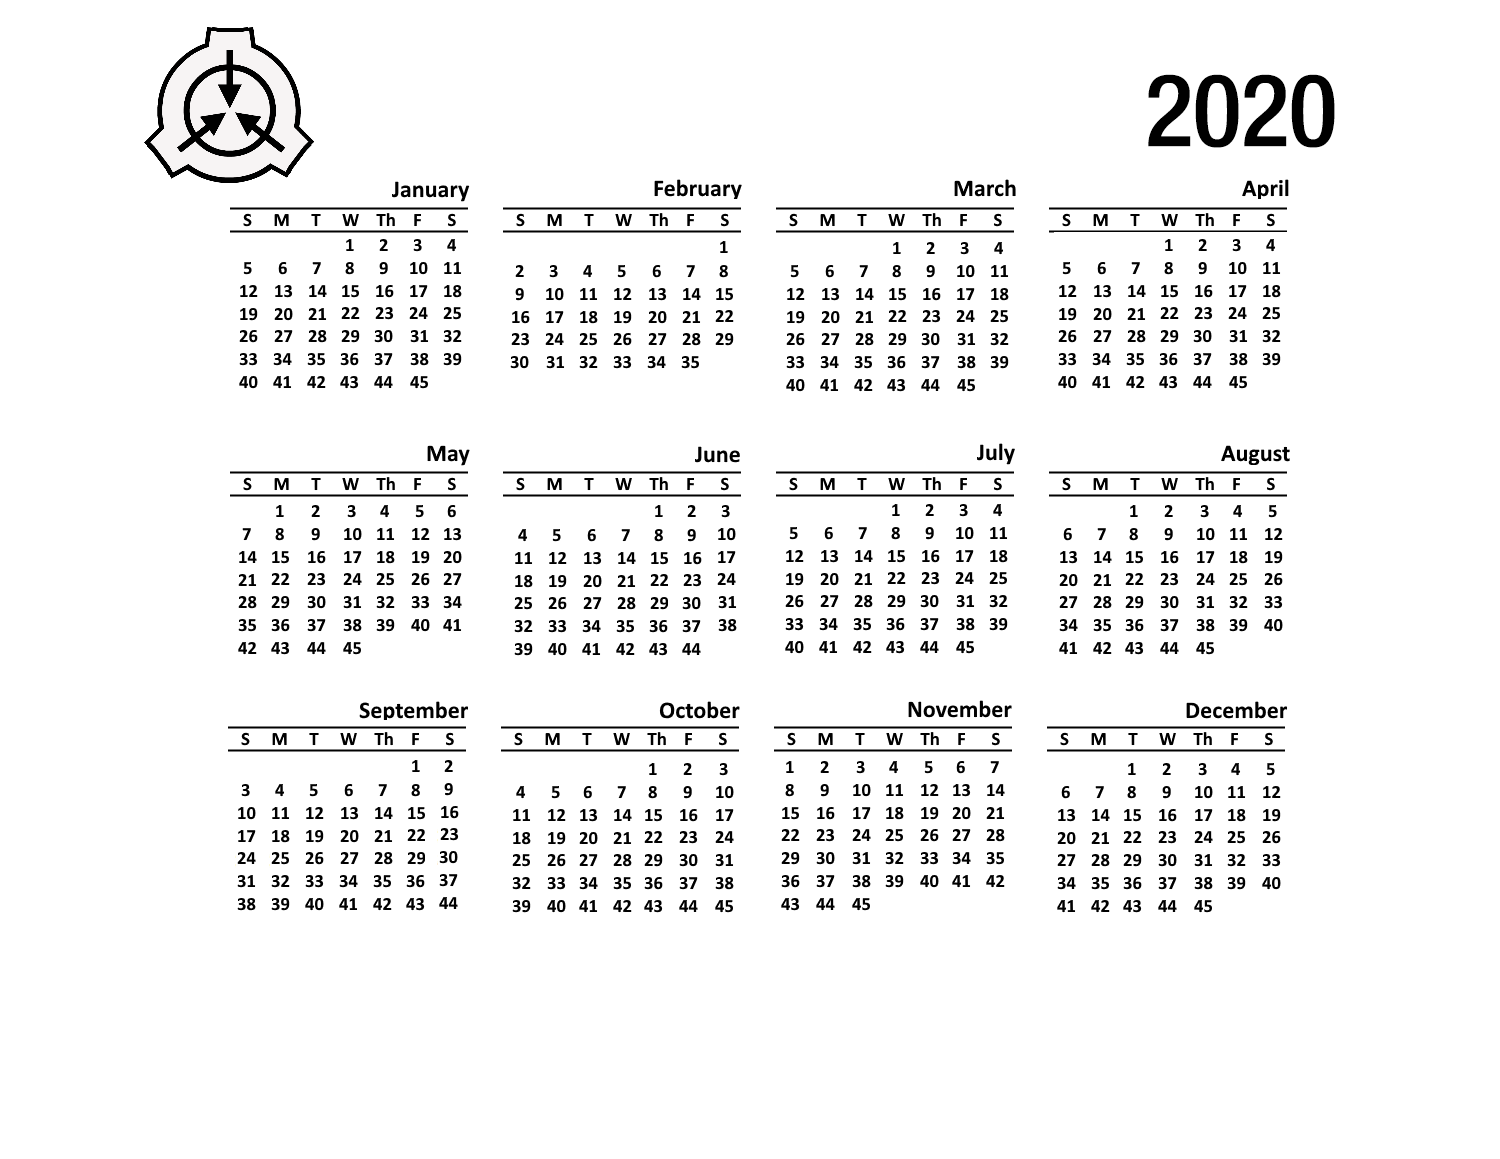 2020
January February March April
S M T W Th F S S M T W Th F S S M T W Th F S S M T W Th F S
1 2 3 4 1 1 2 3 4 1 2 3 4
5 6 7 8 9 10 11 2 3 4 5 6 7 8 5 6 7 8 9 10 11 5 6 7 8 9 10 11
12 13 14 15 16 17 18 9 10 11 12 13 14 15 12 13 14 15 16 17 18 12 13 14 15 16 17 18
19 20 21 22 23 24 25 16 17 18 19 20 21 22 19 20 21 22 23 24 25 19 20 21 22 23 24 25
26 27 28 29 30 31 32 23 24 25 26 27 28 29 26 27 28 29 30 31 32 26 27 28 29 30 31 32
33 34 35 36 37 38 39 30 31 32 33 34 35 33 34 35 36 37 38 39 33 34 35 36 37 38 39
40 41 42 43 44 45 40 41 42 43 44 45 40 41 42 43 44 45
May June July August
S M T W Th F S S M T W Th F S S M T W Th F S S M T W Th F S
1 2 3 4 5 6 1 2 3 1 2 3 4 1 2 3 4 5
7 8 9 10 11 12 13 4 5 6 7 8 9 10 5 6 7 8 9 10 11 6 7 8 9 10 11 12
14 15 16 17 18 19 20 11 12 13 14 15 16 17 12 13 14 15 16 17 18 13 14 15 16 17 18 19
21 22 23 24 25 26 27 18 19 20 21 22 23 24 19 20 21 22 23 24 25 20 21 22 23 24 25 26
28 29 30 31 32 33 34 25 26 27 28 29 30 31 26 27 28 29 30 31 32 27 28 29 30 31 32 33
35 36 37 38 39 40 41 32 33 34 35 36 37 38 33 34 35 36 37 38 39 34 35 36 37 38 39 40
42 43 44 45 39 40 41 42 43 44 40 41 42 43 44 45 41 42 43 44 45
September October November December
S M T W Th F S S M T W Th F S S M T W Th F S S M T W Th F S
1 2 1 2 3 1 2 3 4 5 6 7 1 2 3 4 5
3 4 5 6 7 8 9 4 5 6 7 8 9 10 8 9 10 11 12 13 14 6 7 8 9 10 11 12
10 11 12 13 14 15 16 11 12 13 14 15 16 17 15 16 17 18 19 20 21 13 14 15 16 17 18 19
17 18 19 20 21 22 23 18 19 20 21 22 23 24 22 23 24 25 26 27 28 20 21 22 23 24 25 26
24 25 26 27 28 29 30 25 26 27 28 29 30 31 29 30 31 32 33 34 35 27 28 29 30 31 32 33
31 32 33 34 35 36 37 32 33 34 35 36 37 38 36 37 38 39 40 41 42 34 35 36 37 38 39 40
38 39 40 41 42 43 44 39 40 41 42 43 44 45 43 44 45 41 42 43 44 45